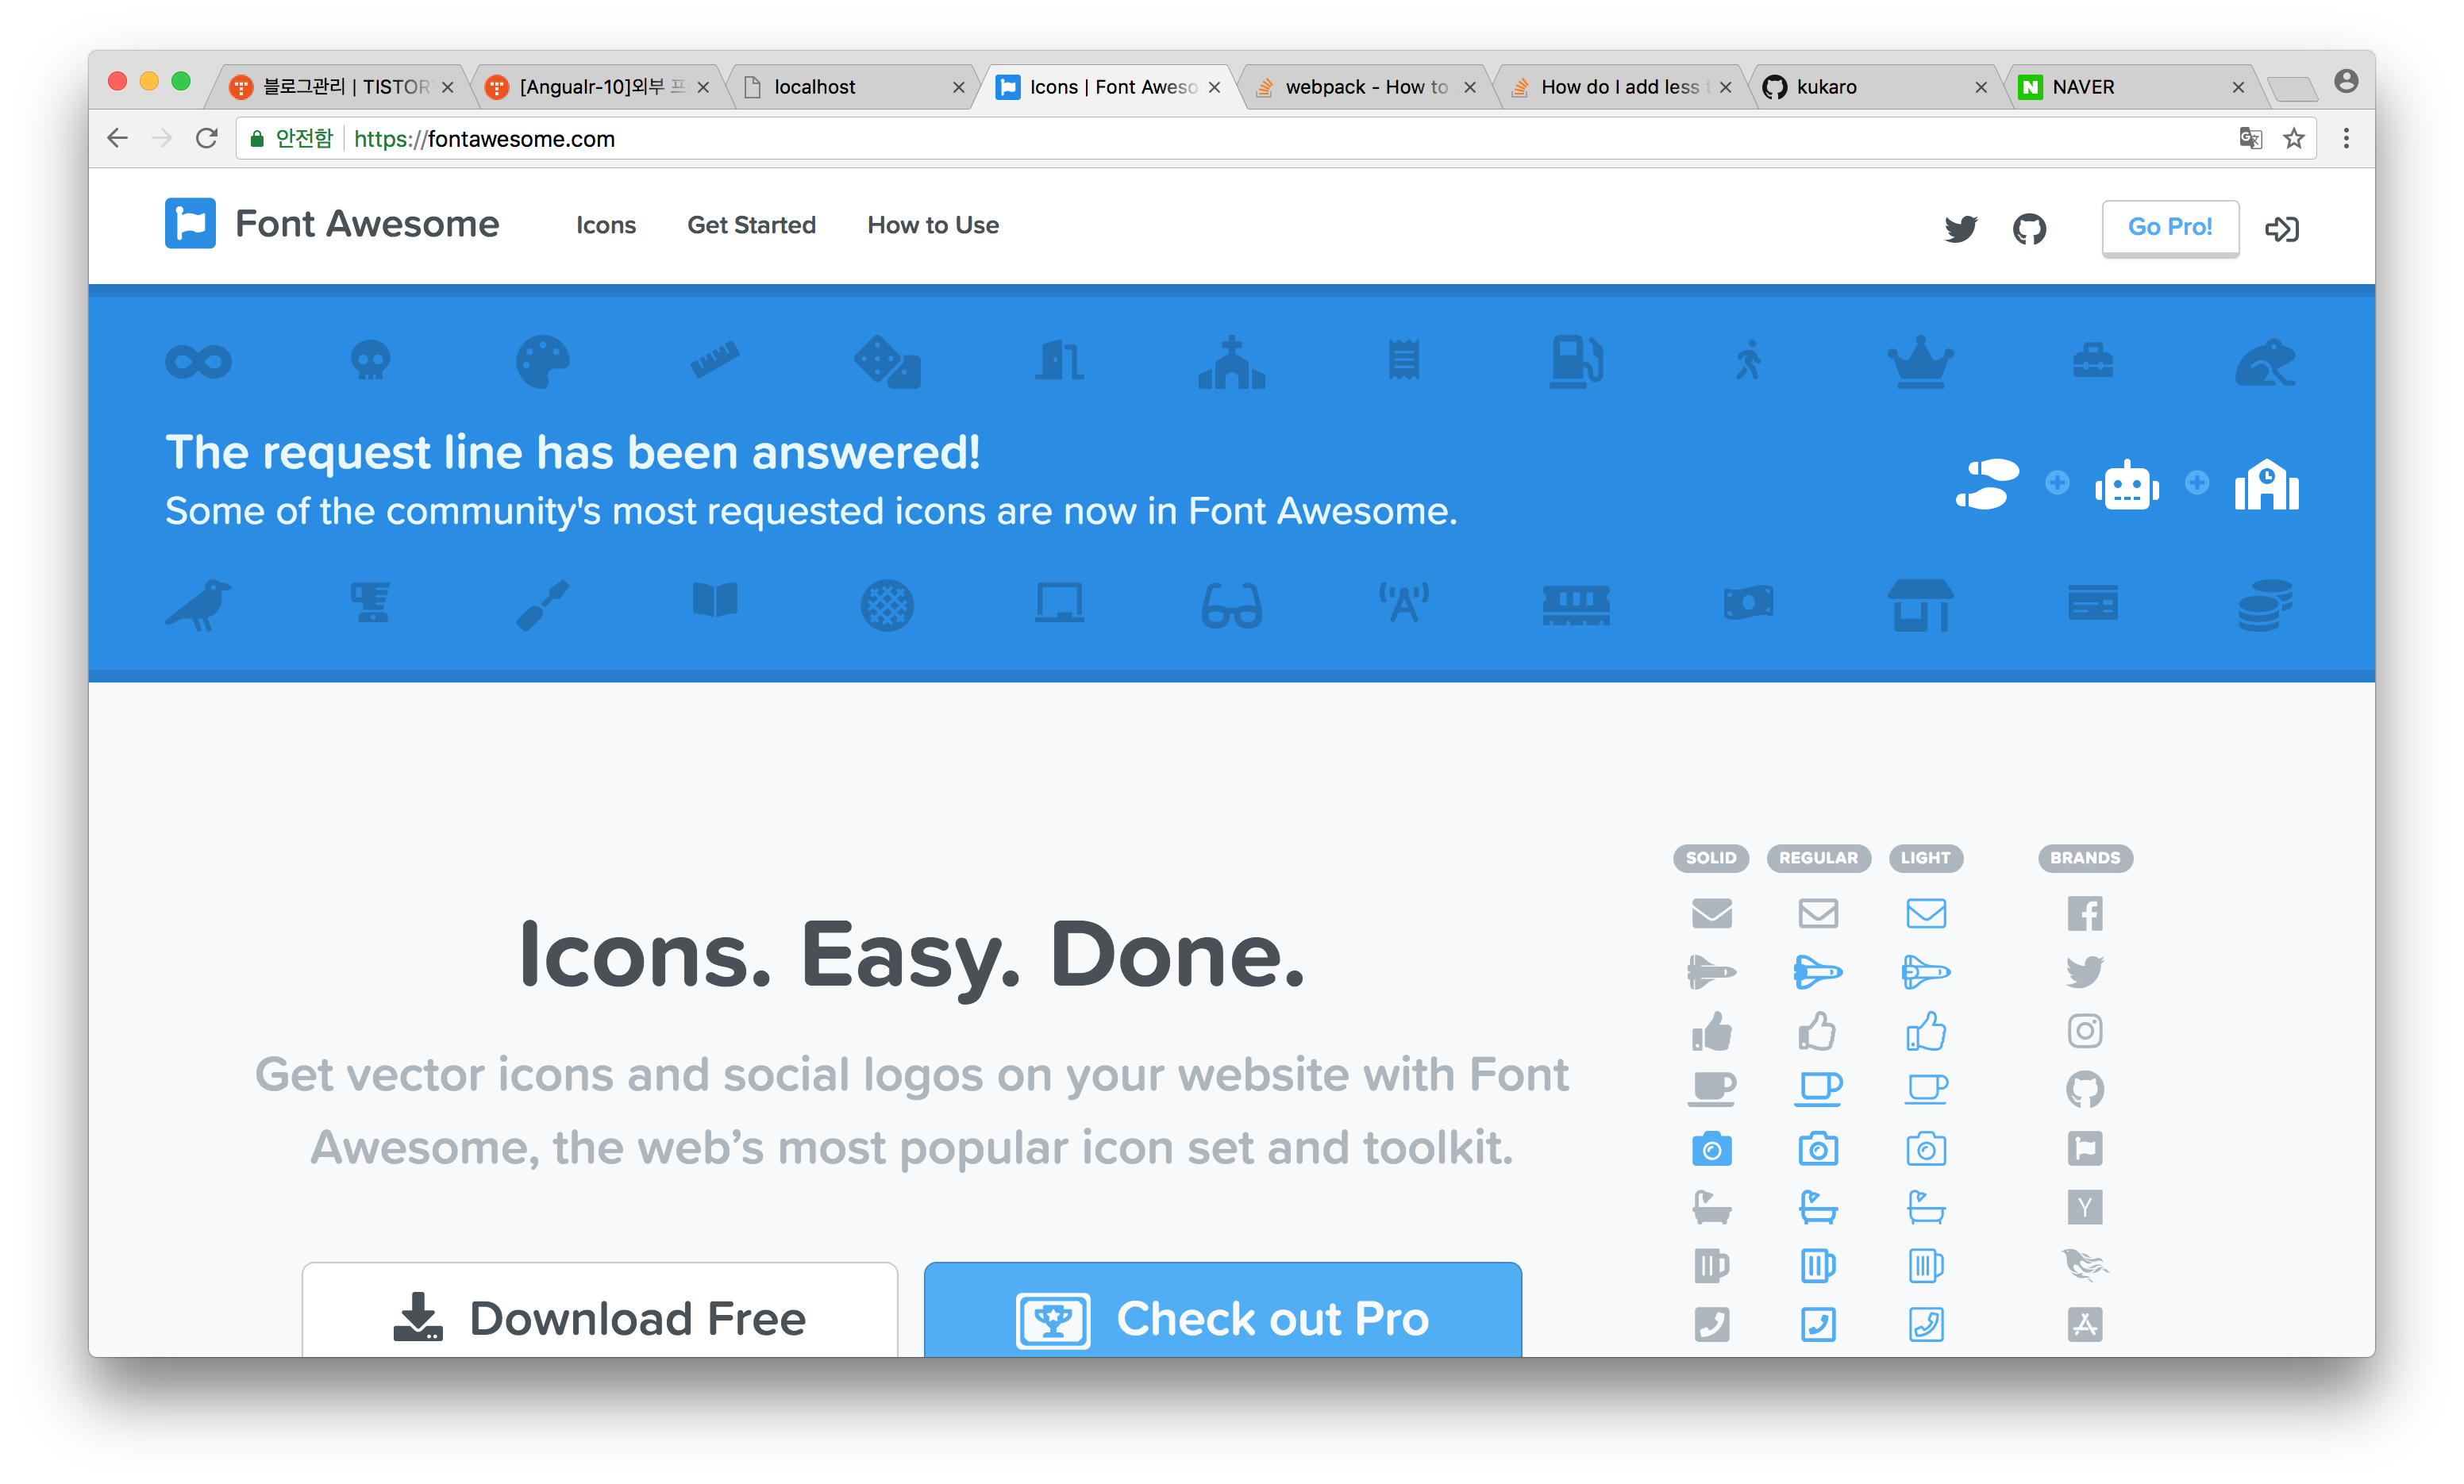 블로그관리 | TISTOR
[Angualr-10]외부 프
localhost
Icons | Font Aweso
webpack - How to
How do I add less t
kukaro
NAVER
안전함
https://fontawesome.com
Font Awesome
Icons
Get Started
How to Use
Go Pro!
The request line has been answered!
Some of the community's most requested icons are now in Font Awesome.
SOLID
REGULAR
LIGHT
BRANDS
Icons. Easy. Done.
Get vector icons and social logos on your website with Font
Awesome, the web’s most popular icon set and toolkit.
Download Free
Check out Pro